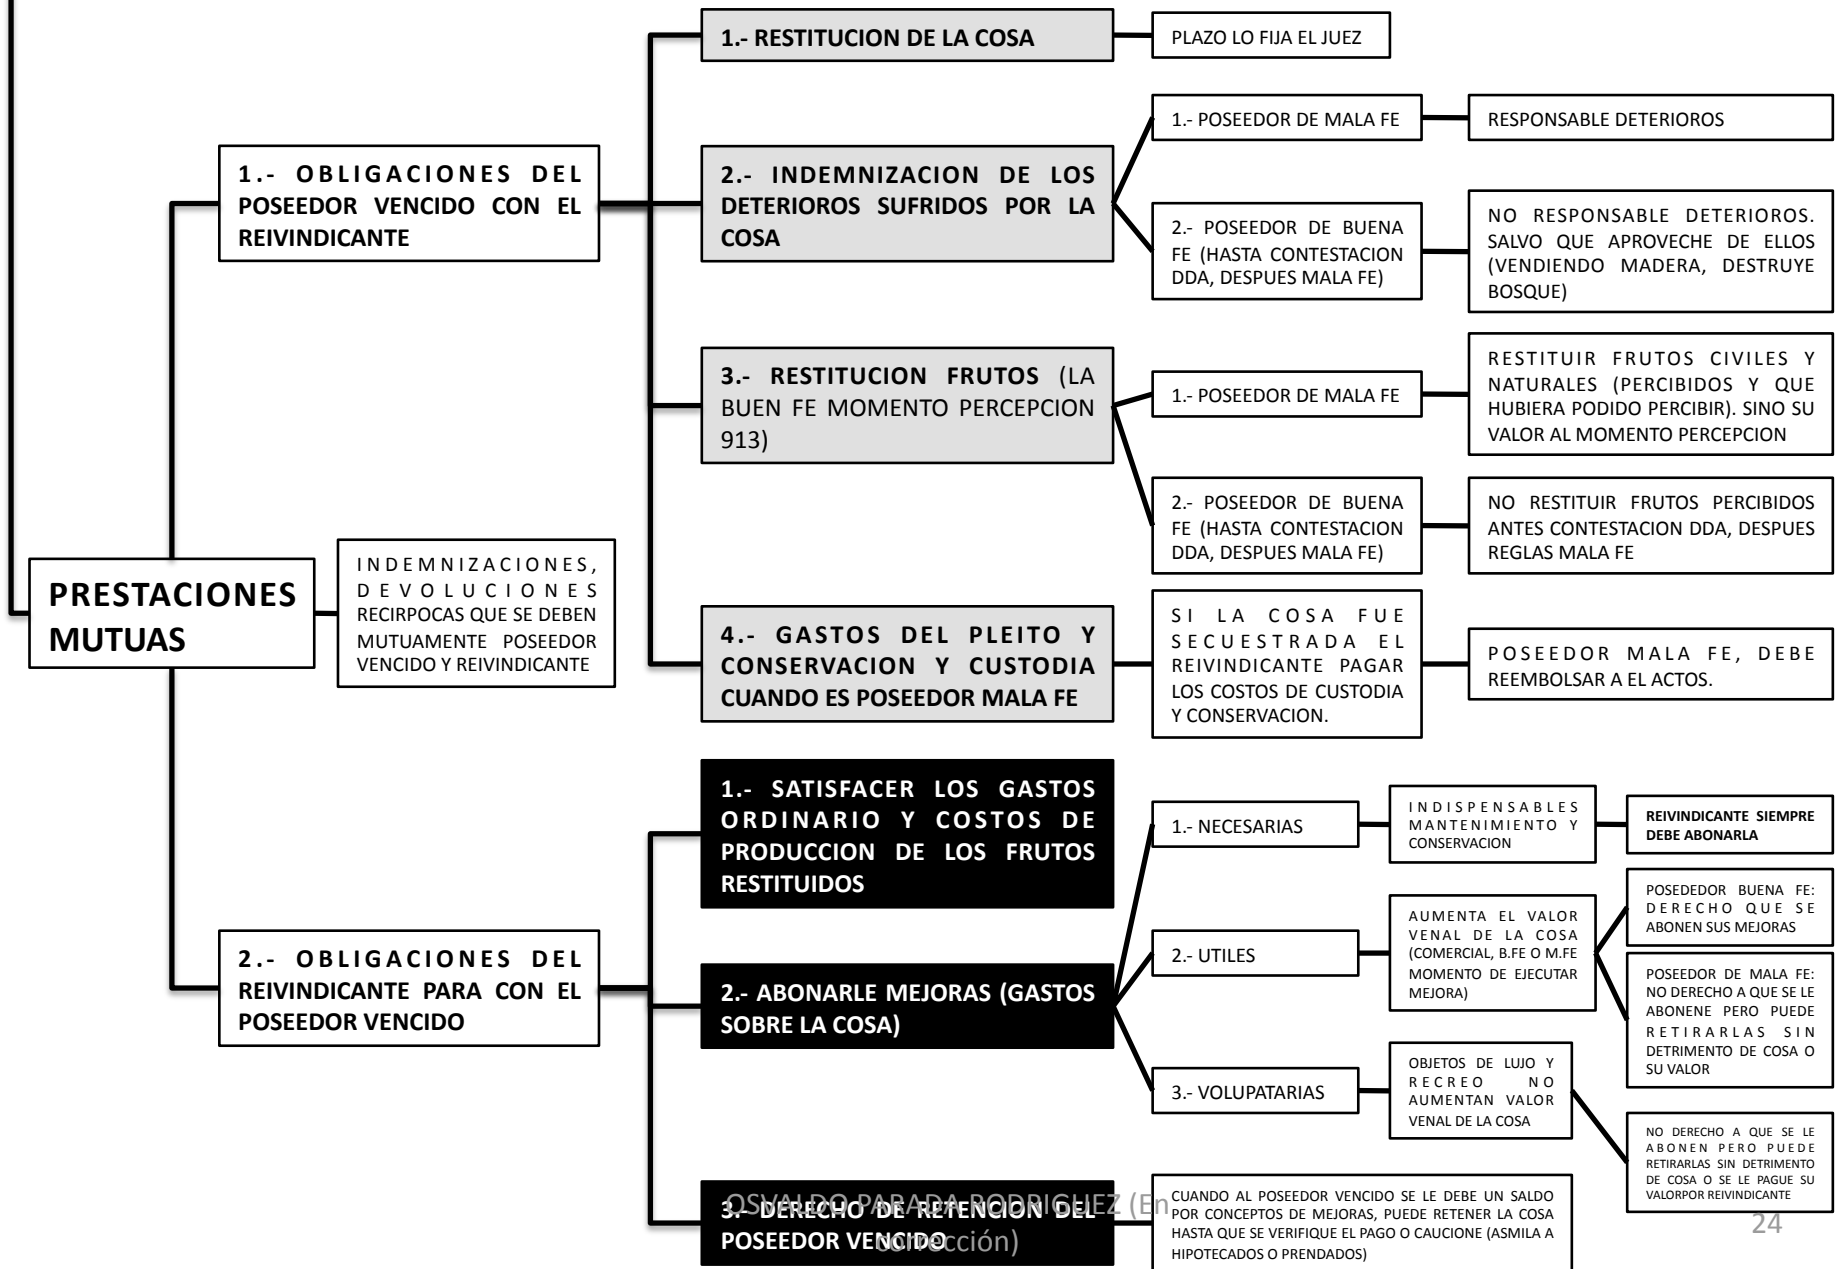 1.- RESTITUCION DE LA COSA
PLAZO LO FIJA EL JUEZ
1.- OBLIGACIONES DEL
POSEEDOR VENCIDO CON EL
REIVINDICANTE
2.- INDEMNIZACION DE LOS
DETERIOROS SUFRIDOS POR LA
COSA
1.- POSEEDOR DE MALA FE
RESPONSABLE DETERIOROS
2.- POSEEDOR DE BUENA
FE (HASTA CONTESTACION
DDA, DESPUES MALA FE)
NO RESPONSABLE DETERIOROS.
SALVO QUE APROVECHE DE ELLOS
(VENDIENDO MADERA, DESTRUYE
BOSQUE)
3.- RESTITUCION FRUTOS (LA
BUEN FE MOMENTO PERCEPCION
913)
1.- POSEEDOR DE MALA FE
RESTITUIR FRUTOS CIVILES Y
NATURALES (PERCIBIDOS Y QUE
HUBIERA PODIDO PERCIBIR). SINO SU
VALOR AL MOMENTO PERCEPCION
2.- POSEEDOR DE BUENA
FE (HASTA CONTESTACION
DDA, DESPUES MALA FE)
NO RESTITUIR FRUTOS PERCIBIDOS
ANTES CONTESTACION DDA, DESPUES
REGLAS MALA FE
PRESTACIONES
MUTUAS
INDEMNIZACIONES,
DEVOLUCIONES
RECIRPOCAS QUE SE DEBEN
MUTUAMENTE POSEEDOR
VENCIDO Y REIVINDICANTE
4.- GASTOS DEL PLEITO Y
CONSERVACION Y CUSTODIA
CUANDO ES POSEEDOR MALA FE
SI LA COSA FUE
SECUESTRADA EL
REIVINDICANTE PAGAR
LOS COSTOS DE CUSTODIA
Y CONSERVACION.
POSEEDOR MALA FE, DEBE
REEMBOLSAR A EL ACTOS.
2.- OBLIGACIONES DEL
REIVINDICANTE PARA CON EL
POSEEDOR VENCIDO
1.- SATISFACER LOS GASTOS
ORDINARIO Y COSTOS DE
PRODUCCION DE LOS FRUTOS
RESTITUIDOS
2.- ABONARLE MEJORAS (GASTOS
SOBRE LA COSA)
1.- NECESARIAS
INDISPENSABLES
MANTENIMIENTO Y
CONSERVACION
REIVINDICANTE SIEMPRE
DEBE ABONARLA
2.- UTILES
AUMENTA EL VALOR
VENAL DE LA COSA
(COMERCIAL, B.FE O M.FE
MOMENTO DE EJECUTAR
MEJORA)
POSEDEDOR BUENA FE:
DERECHO QUE SE
ABONEN SUS MEJORAS
POSEEDOR DE MALA FE:
NO DERECHO A QUE SE LE
ABONENE PERO PUEDE
RETIRARLAS SIN
DETRIMENTO DE COSA O
SU VALOR
3.- VOLUPATARIAS
OBJETOS DE LUJO Y
RECREO NO
AUMENTAN VALOR
VENAL DE LA COSA
NO DERECHO A QUE SE LE
ABONEN PERO PUEDE
RETIRARLAS SIN DETRIMENTO
DE COSA O SE LE PAGUE SU
VALORPOR REIVINDICANTE
3.- DERECHO DE RETENCION DEL
POSEEDOR VENCIDO
CUANDO AL POSEEDOR VENCIDO SE LE DEBE UN SALDO
POR CONCEPTOS DE MEJORAS, PUEDE RETENER LA COSA
HASTA QUE SE VERIFIQUE EL PAGO O CAUCIONE (ASMILA A
HIPOTECADOS O PRENDADOS)
OSVALDO PARADA RODRIGUEZ (En
corrección)
24